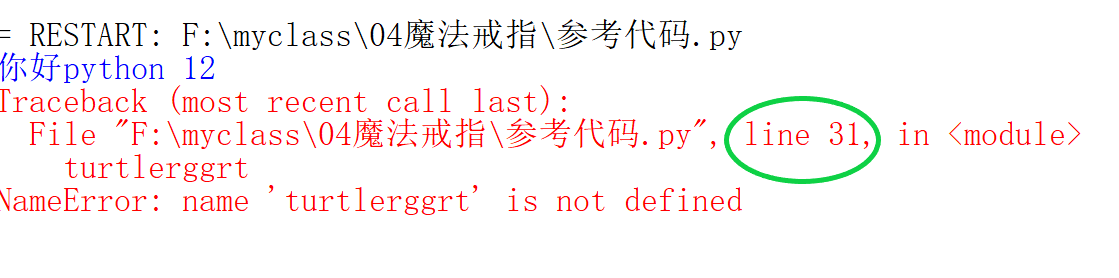 = RESTART: F:\myclass\04魔法戒指\参考代码.py
你好python 12
Traceback (most recent call last):
  File "F:\myclass\04魔法戒指\参考代码.py", line 31, in <module>
    turtlerggrt
NameError: name 'turtlerggrt' is not defined